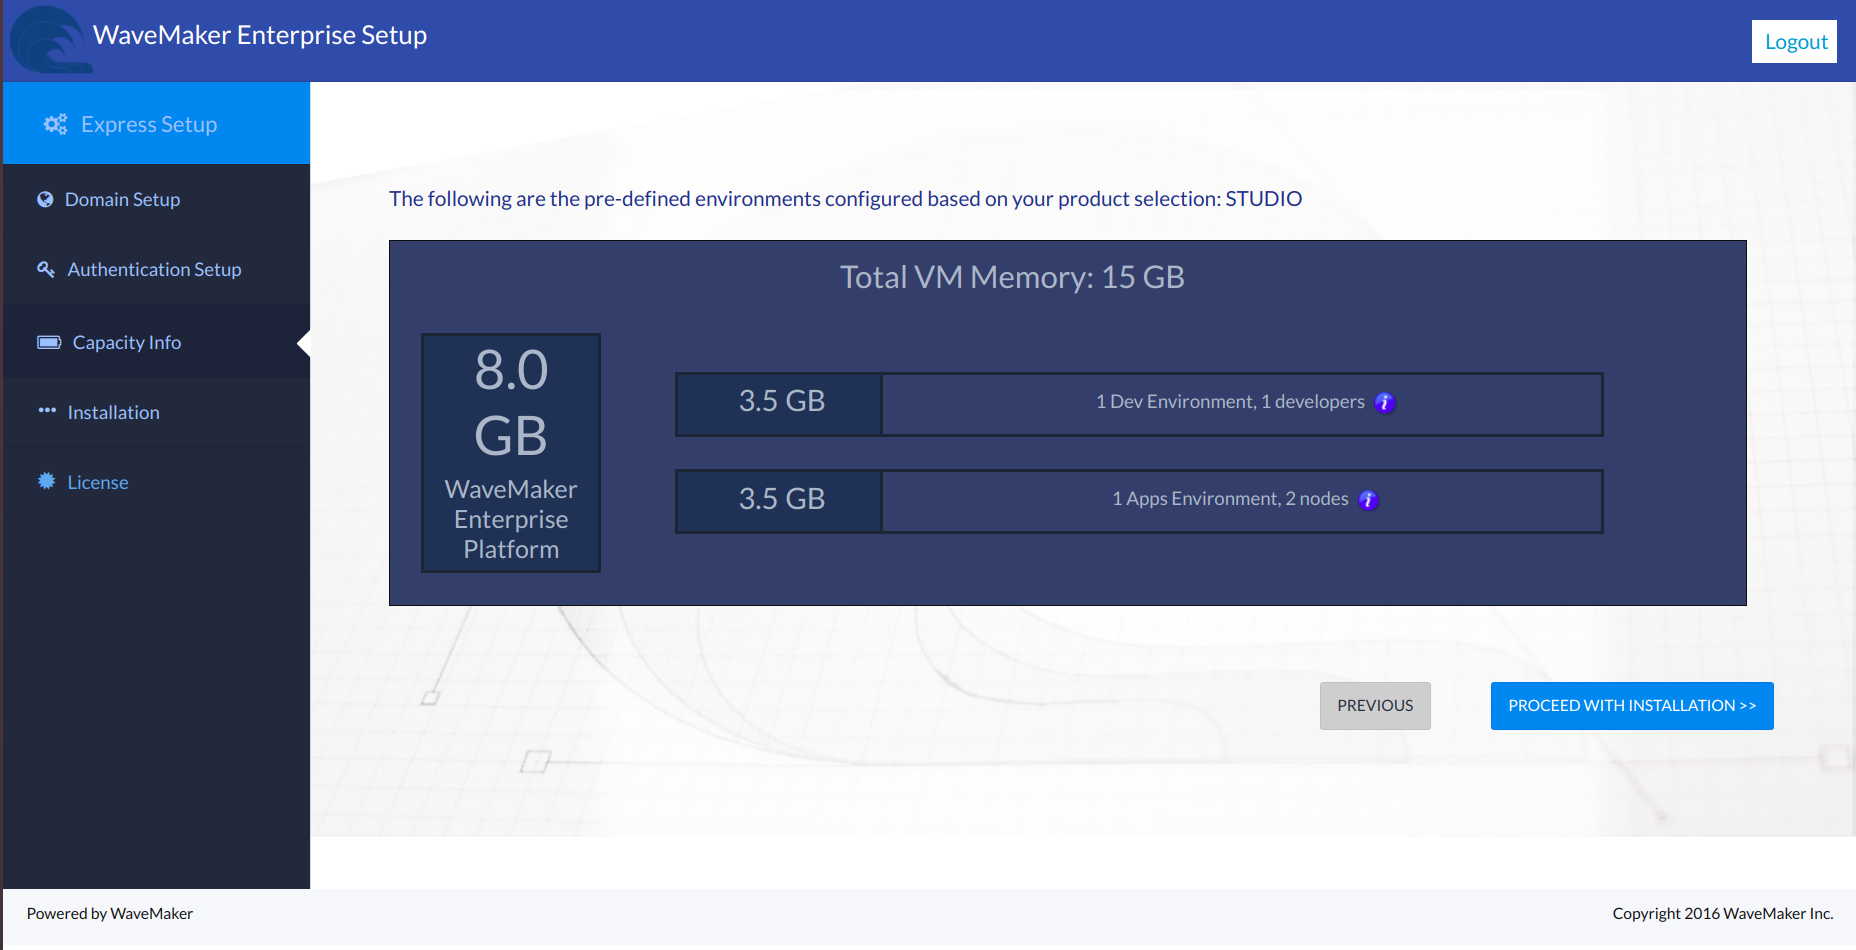 WaveMaker Enterprise Setup
Logout
Express Setup
Domain Setup
Authentication Setup
Capacity Info
Installation
License
The following are the pre-defined environments configured based on your product selection: STUDIO
Total VM Memory: 15 GB
8.0
GB
WaveMaker
Enterprise
Platform
3.5 GB
1 Dev Environment, 1 developers
3.5 GB
1 Apps Environment, 2 nodes
PREVIOUS
PROCEED WITH INSTALLATION >>
Powered by WaveMaker
Copyright 2016 WaveMaker Inc.